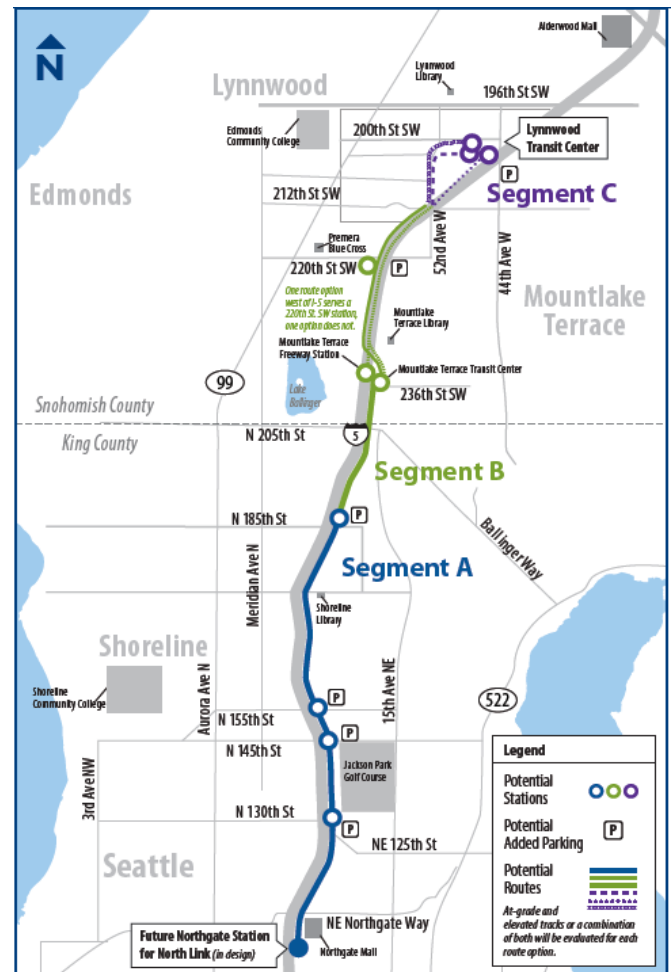 Alderwood Mall
N
Lynnwood
Library
Lynnwood
196th St SW
200th St SW
Edmonds
Community College
Lynnwood
Transit Center
P
Segment C
Edmonds
212th St SW
52nd Ave W
44th Ave W
Premera
Blue Cross
220th St SW
P
One route option
west of I-5 serves a
220th St. SW station,
one option does not.
Mountlake
Terrace
Mountlake
Terrace Library
Mountlake Terrace
Freeway Station
Mountlake Terrace Transit Center
99
Lake
Ballinger
236th St SW
Snohomish County
King County
N 205th St
5
Segment B
N 185th St
P
Ballinger Way
Segment A
Meridian Ave N
Shoreline
Library
Shoreline
Shoreline
Community College
Aurora Ave N
15th Ave NE
522
P
N 155th St
P
N 145th St
3rd Ave NW
Jackson Park
Golf Course
N 130th St
P
NE 125th St
Seattle
NE Northgate Way
Future Northgate Station
for North Link (in design)
Northgate Mall
Legend
Potential
Stations
Potential
Added Parking
P
Potential
Routes
At-grade and
elevated tracks or a combination
of both will be evaluated for each
route option.